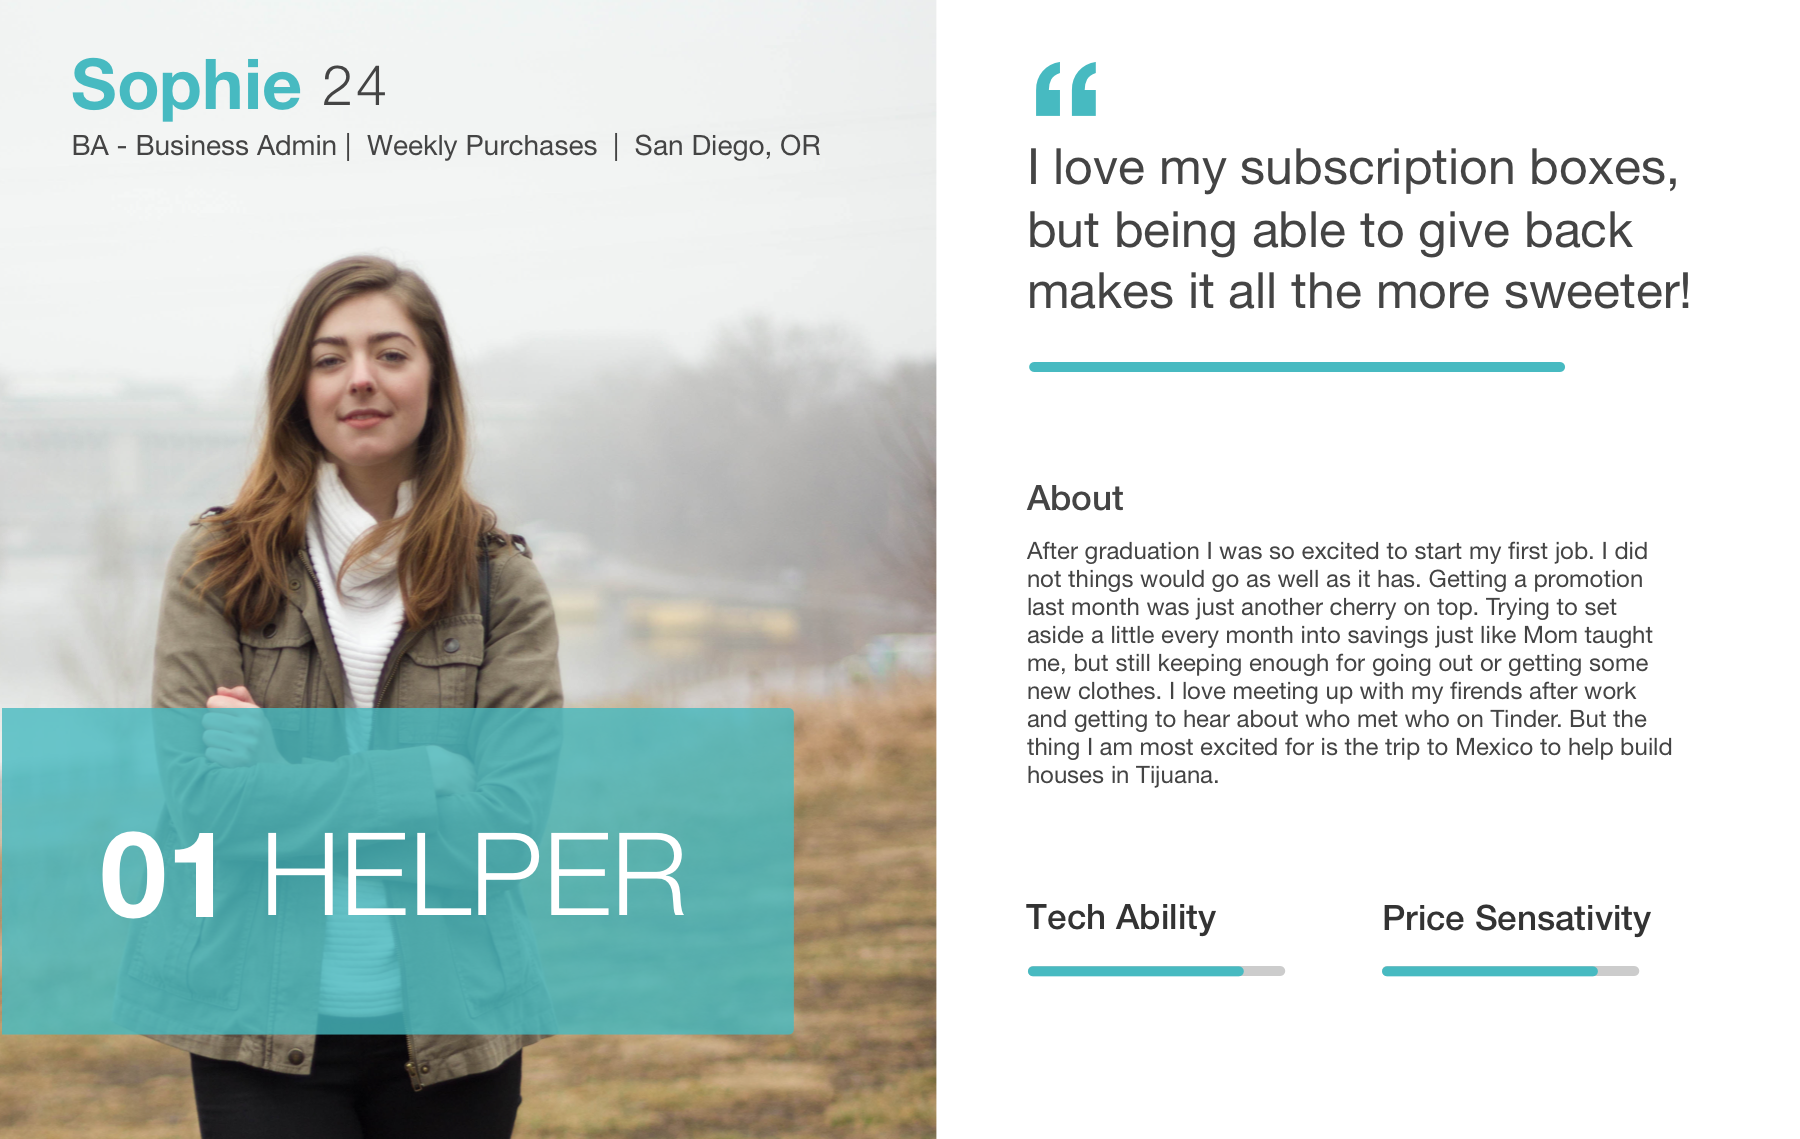 Sophie 24
BA - Business Admin | Weekly Purchases | San Diego, OR
01 HELPER
“
I love my subscription boxes,
but being able to give back
makes it all the more sweeter!
About
After graduation I was so excited to start my first job. I did
not things would go as well as it has. Getting a promotion
last month was just another cherry on top. Trying to set
aside a little every month into savings just like Mom taught
me, but still keeping enough for going out or getting some
new clothes. I love meeting up with my firends after work
and getting to hear about who met who on Tinder. But the
thing I am most excited for is the trip to Mexico to help build
houses in Tijuana.
Tech Ability
Price Sensativity